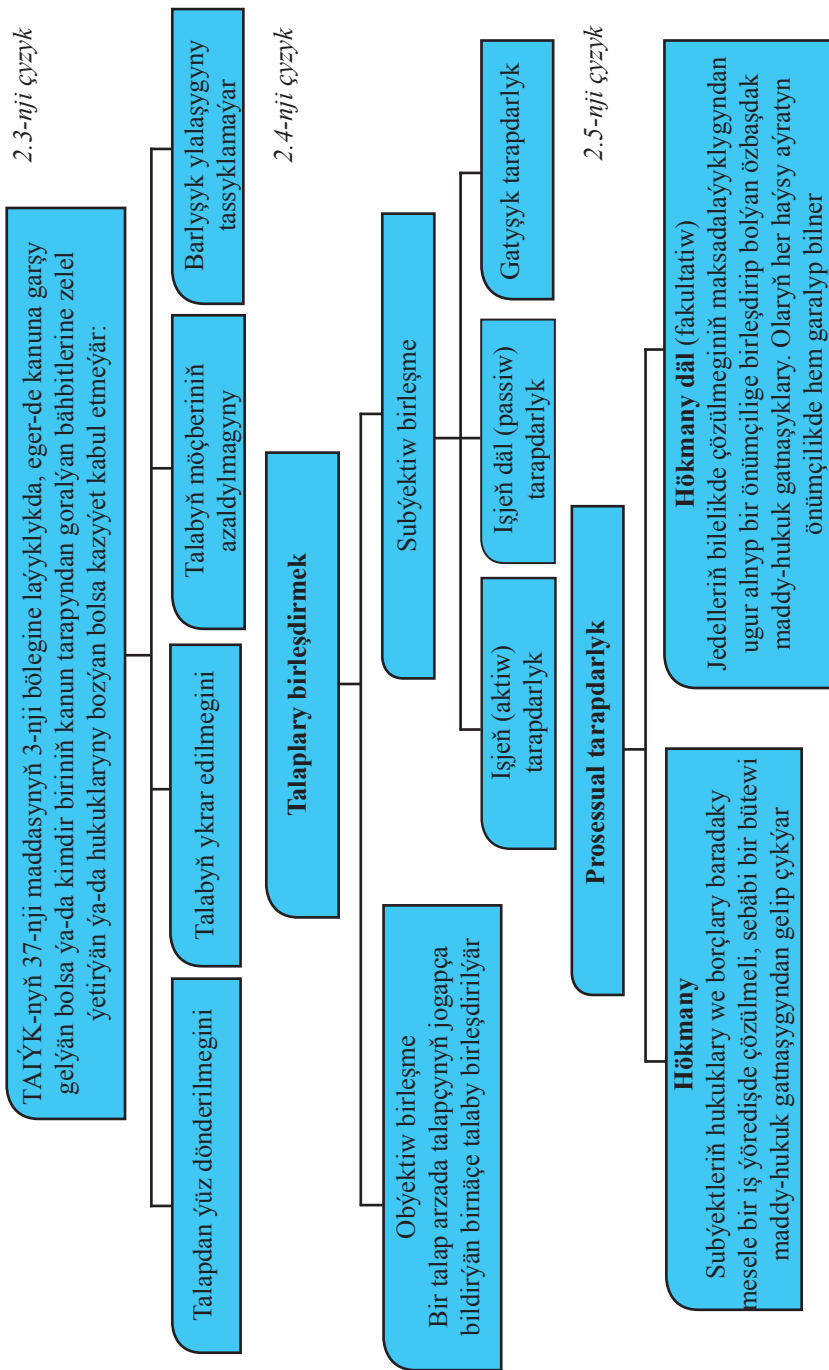 2.3-nji çyzyk
TAIÝK-nyň 37-nji maddasynyň 3-nji bölegine laýyklykda, eger-de kanuna garşy
gelýän bolsa ýa-da kimdir biriniň kanun tarapyndan goralýan bähbitlerine zelel
ýetirýän ýa-da hukuklaryny bozýan bolsa kazyýet kabul etmeýär:
Talapdan ýüz dönderilmegini
Talabyň ykrar edilmegini
Talabyň möçberiniň
azaldylmagyny
Barlyşyk ylalaşygyny
tassyklamaýar
2.4-nji çyzyk
Talaplary birleşdirmek
Obýektiw birleşme
Bir talap arzada talapçynyň jogapça
bildirýän birnäçe talaby birleşdirilýär
Subýektiw birleşme
Işjeň (aktiw)
tarapdarlyk
Işjeň däl (passiw)
tarapdarlyk
Gatyşyk tarapdarlyk
2.5-nji çyzyk
Prosessual tarapdarlyk
Hökmany
Subýektleriň hukuklary we borçlary baradaky
mesele bir iş ýöredişde çözülmeli, sebäbi bir bütewi
maddy-hukuk gatnaşygyndan gelip çykýar
Hökmany däl (fakultatiw)
Jedelleriň bilelikde çözülmeginiň maksadalaýyklygyndan
ugur alnyp bir önümçilige birleşdirip bolýan özbaşdak
maddy-hukuk gatnaşyklary. Olaryň her haýsy aýratyn
önümçilikde hem garalyp bilner